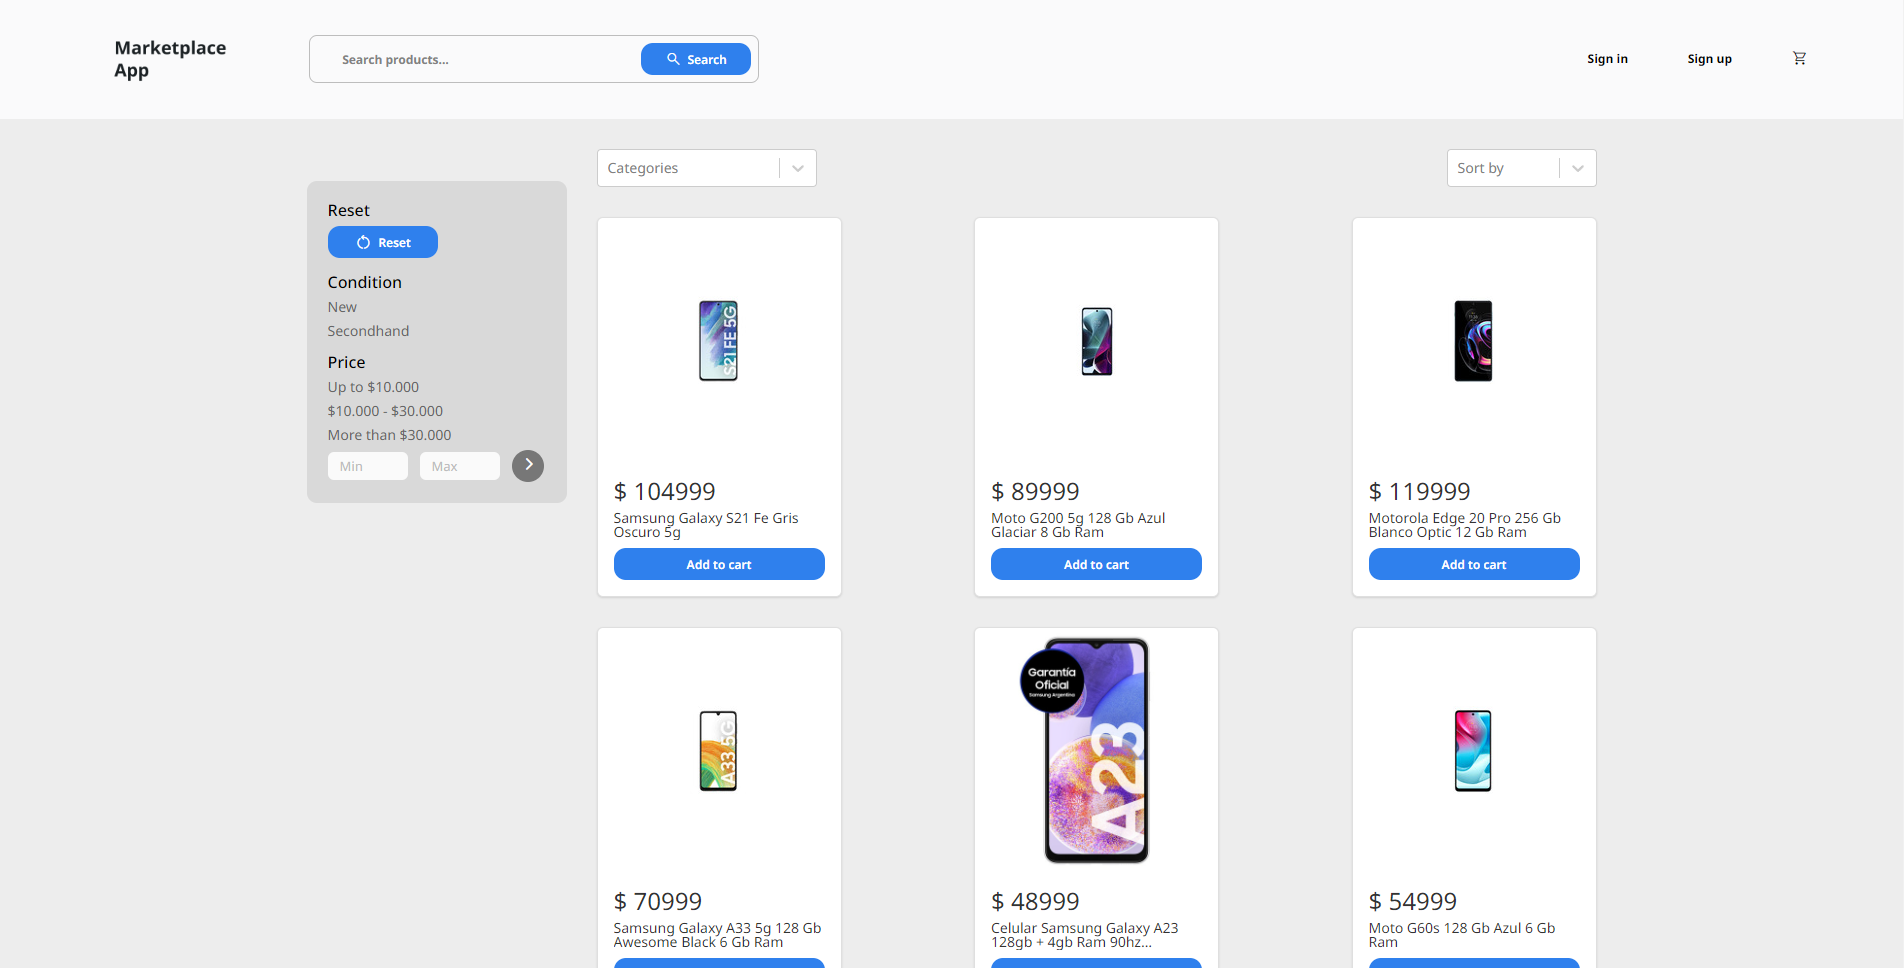 Marketplace
App
Search products...
Search
Sign in
Sign up
Categories
Sort by
Reset
Reset
Condition
New
Secondhand
Price
Up to $10.000
$10.000 - $30.000
More than $30.000
Min
Max
S21 FE 5G
$ 104999
Samsung Galaxy S21 Fe Gris
Oscuro 5g
Add to cart
$ 89999
Moto G200 5g 128 Gb Azul
Glaciar 8 Gb Ram
Add to cart
$ 119999
Motorola Edge 20 Pro 256 Gb
Blanco Optic 12 Gb Ram
Add to cart
A33 5G
$ 70999
Samsung Galaxy A33 5g 128 Gb
Awesome Black 6 Gb Ram
Garantía
Oficial
Samsung Argentina
A23
$ 48999
Celular Samsung Galaxy A23
128gb + 4gb Ram 90hz...
$ 54999
Moto G60s 128 Gb Azul 6 Gb
Ram